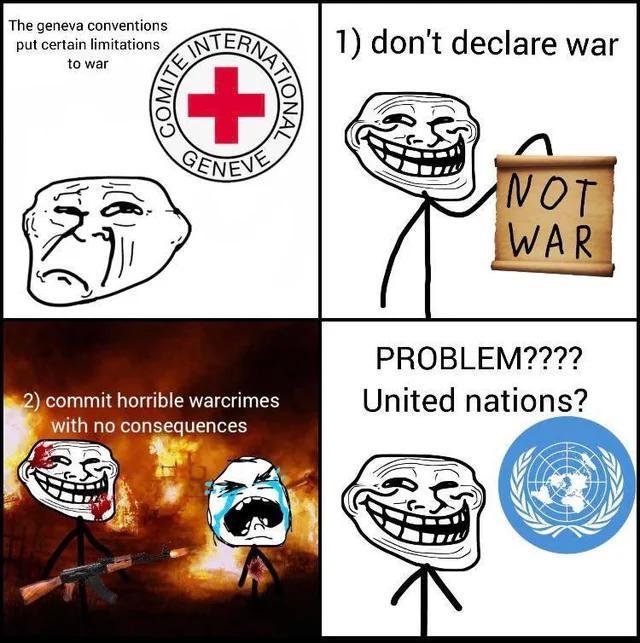 The geneva conventions
put certain limitations
to war
COMITE INTERNATIONAL
GENEVE
1) don't declare war
NOT
WAR
2) commit horrible warcrimes
with no consequences
PROBLEM????
United nations?